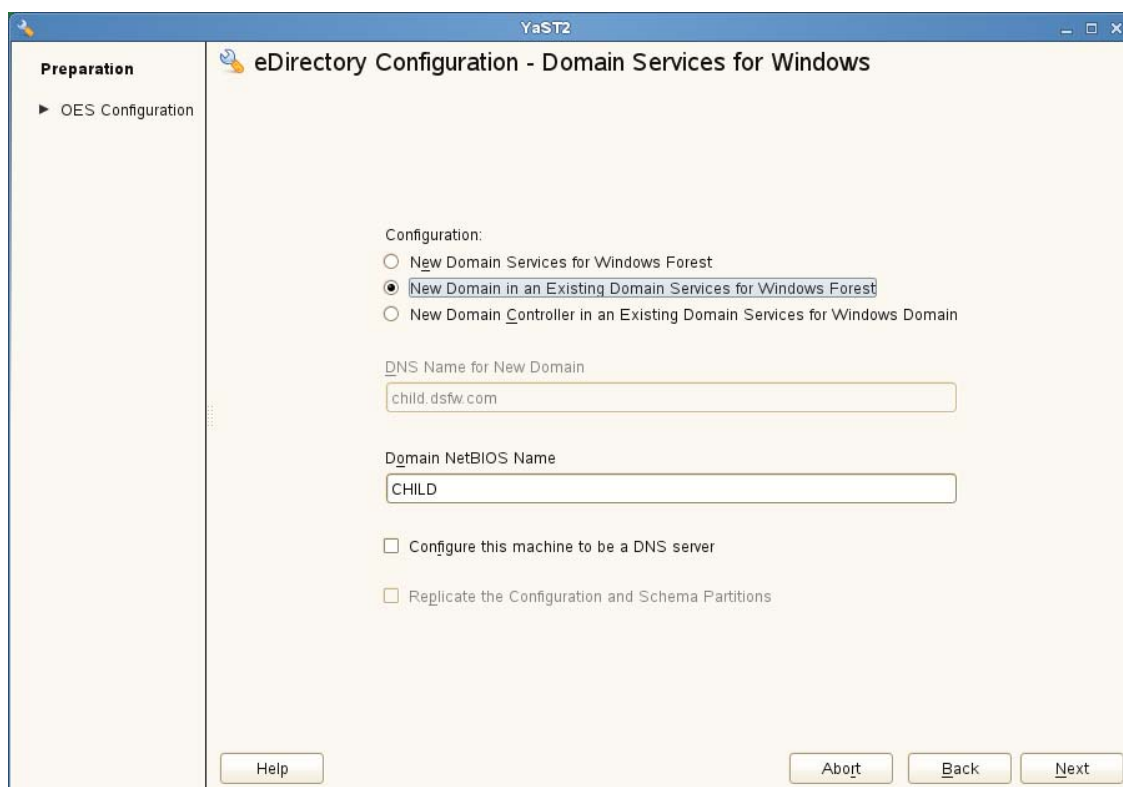 YaST2
Preparation
OES Configuration
eDirectory Configuration - Domain Services for Windows
Configuration:
New Domain Services for Windows Forest
New Domain in an Existing Domain Services for Windows Forest
New Domain Controller in an Existing Domain Services for Windows Domain
DNS Name for New Domain
child.dsfw.com
Domain NetBIOS Name
CHILD
Configure this machine to be a DNS server
Replicate the Configuration and Schema Partitions
Help
Abort
Back
Next